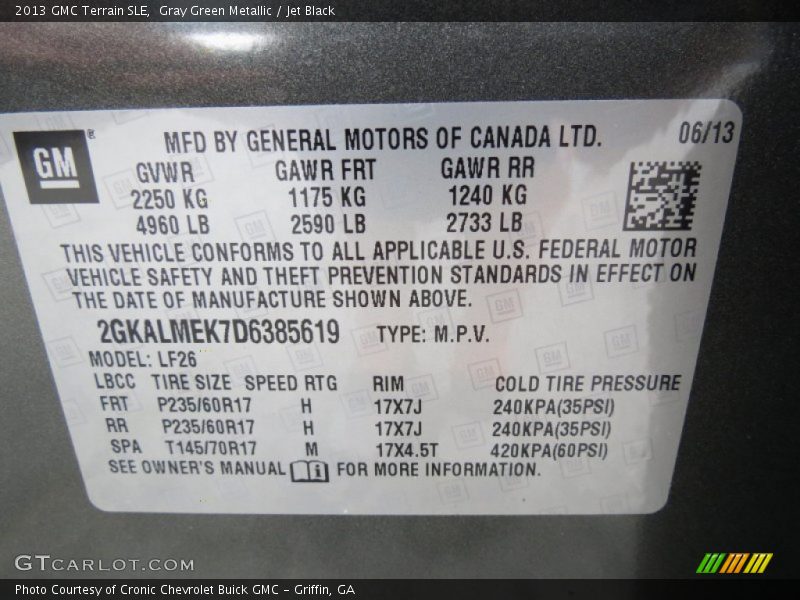 2013 GMC Terrain SLE, Gray Green Metallic / Jet Black
GM®
MFD BY GENERAL MOTORS OF CANADA LTD. 06/13
GVWR GAWR FRT GAWR RR
2250 KG 1175 KG 1240 KG
4960 LB 2590 LB 2733 LB
THIS VEHICLE CONFORMS TO ALL APPLICABLE U.S. FEDERAL MOTOR
VEHICLE SAFETY AND THEFT PREVENTION STANDARDS IN EFFECT ON
THE DATE OF MANUFACTURE SHOWN ABOVE.
2GKALMEK7D6385619 TYPE: M.P.V.
MODEL: LF26
LBCC TIRE SIZE SPEED RTG RIM COLD TIRE PRESSURE
FRT P235/60R17 H 17X7J 240KPA(35PSI)
RR P235/60R17 H 17X7J 240KPA(35PSI)
SPA T145/70R17 M 17X4.5T 420KPA(60PSI)
SEE OWNER'S MANUAL FOR MORE INFORMATION.
GTCARLOT.COM
Photo Courtesy of Cronic Chevrolet Buick GMC – Griffin, GA